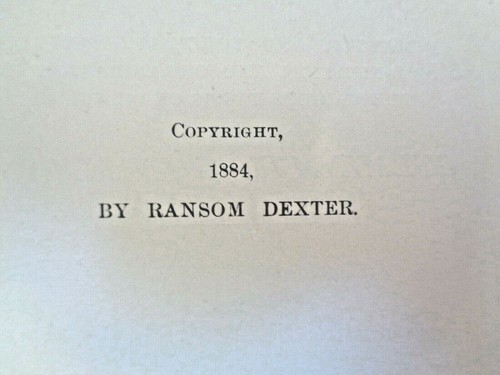 COPYRIGHT,
1884,
BY RANSOM DEXTER.